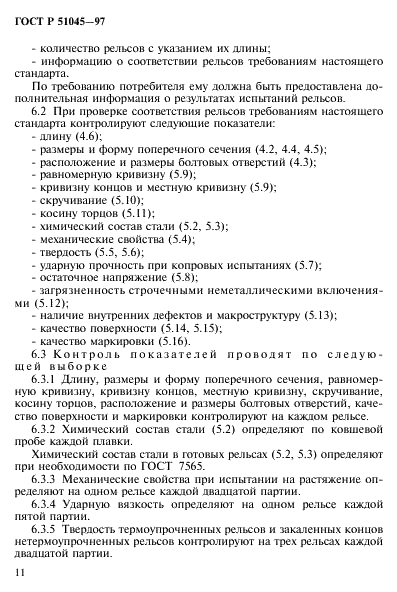 ГОСТ Р 51045—97
- количество рельсов с указанием их длины;
- информацию о соответствии рельсов требованиям настоящего
стандарта.
По требованию потребителя ему должна быть предоставлена до-
полнительная информация о результатах испытаний рельсов.
6.2 При проверке соответствия рельсов требованиям настоящего
стандарта контролируют следующие показатели:
- длину (4.6);
- размеры и форму поперечного сечения (4.2, 4.4, 4.5);
- расположение и размеры болтовых отверстий (4.3);
- равномерную кривизну (5.9);
- кривизну концов и местную кривизну (5.9);
- скручивание (5.10);
- косину торцов (5.11);
- химический состав стали (5.2, 5.3);
- механические свойства (5.4);
- твердость (5.5, 5.6);
- ударную прочность при копровых испытаниях (5.7);
- остаточное напряжение (5.8);
- загрязненность строчечными неметаллическими включения-
ми (5.12);
- наличие внутренних дефектов и макроструктуру (5.13);
- качество поверхности (5.14, 5.15);
- качество маркировки (5.16).
6.3 Контроль показателей проводят по следую-
щей выборке
6.3.1 Длину, размеры и форму поперечного сечения, равномер-
ную кривизну, кривизну концов, местную кривизну, скручивание,
косину торцов, расположение и размеры болтовых отверстий, каче-
ство поверхности и маркировки контролируют на каждом рельсе.
6.3.2 Химический состав стали (5.2) определяют по ковшевой
пробе каждой плавки.
Химический состав стали в готовых рельсах (5.2, 5.3) определяют
при необходимости по ГОСТ 7565.
6.3.3 Механические свойства при испытании на растяжение оп-
ределяют на одном рельсе каждой двадцатой партии.
6.3.4 Ударную вязкость определяют на одном рельсе каждой
пятой партии.
6.3.5 Твердость термоупрочненных рельсов и закаленных концов
нетермоупрочненных рельсов контролируют на трех рельсах каждой
двадцатой партии.
11